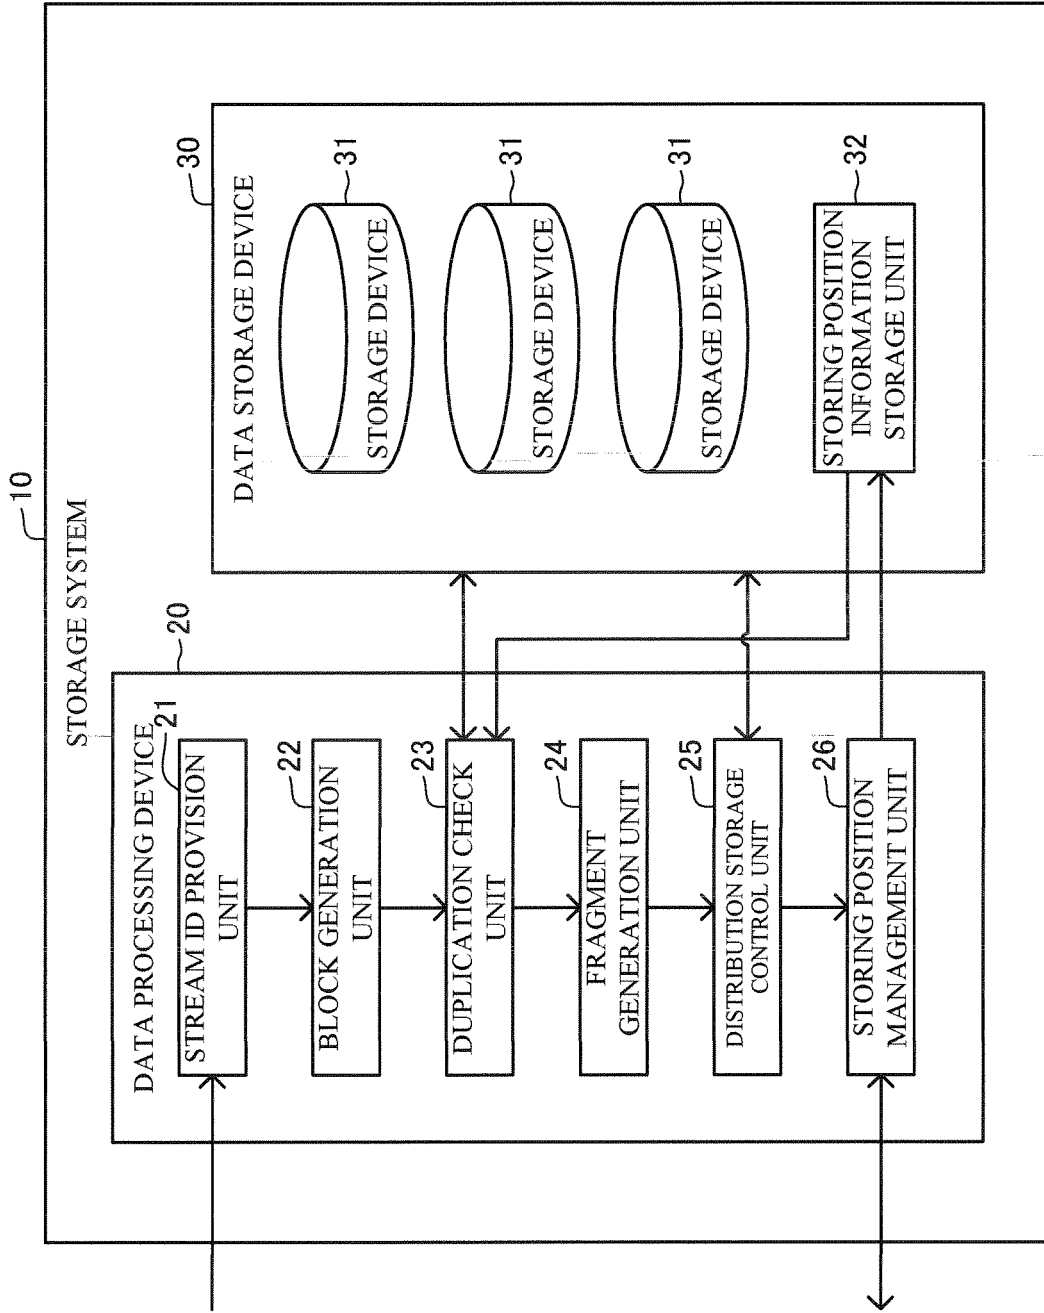 10
STORAGE SYSTEM
20
DATA PROCESSING DEVICE
21
STREAM ID PROVISION
UNIT
22
BLOCK GENERATION
UNIT
23
DUPLICATION CHECK
UNIT
24
FRAGMENT
GENERATION UNIT
25
DISTRIBUTION STORAGE
CONTROL UNIT
26
STORING POSITION
MANAGEMENT UNIT
30
DATA STORAGE DEVICE
31
STORAGE DEVICE
31
STORAGE DEVICE
31
STORAGE DEVICE
32
STORING POSITION
INFORMATION
STORAGE UNIT